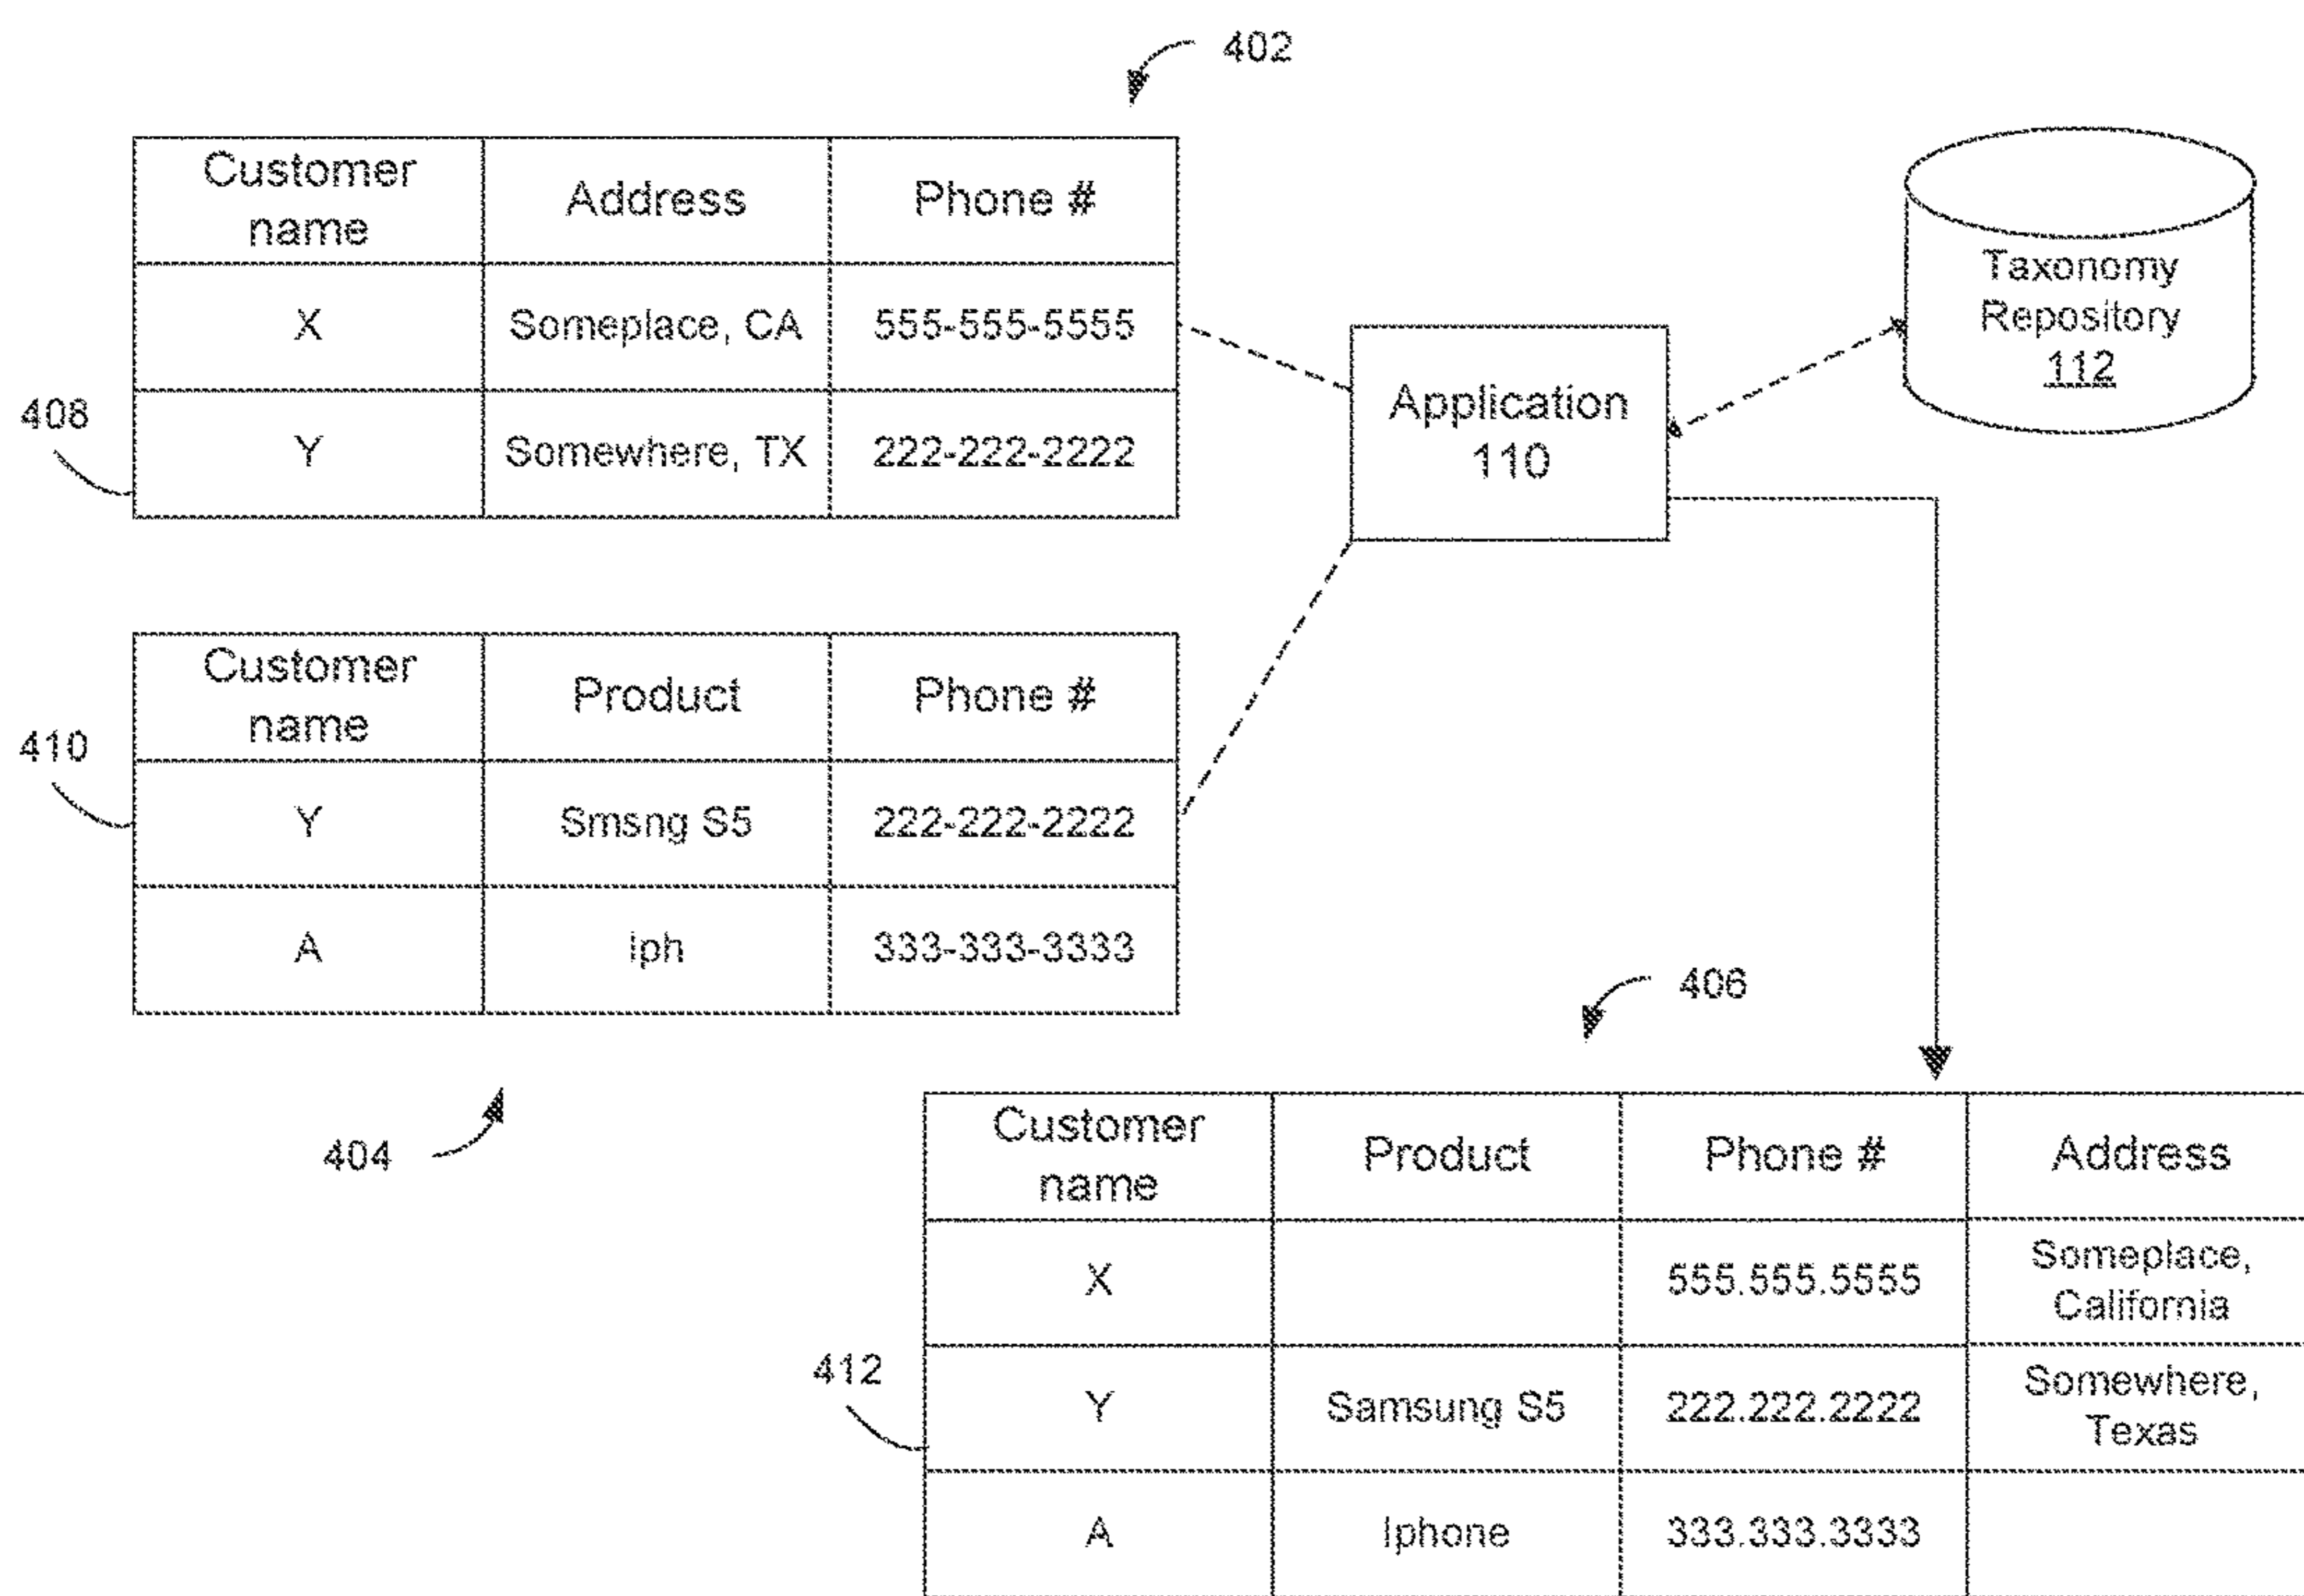 402
Customer
name
Address
Phone #
X
Someplace, CA
555-555-5555
408
Y
Somewhere, TX
222-222-2222
Application
110
Taxonomy
Repository
112
Customer
name
Product
Phone #
410
Y
Smsng S5
222-222-2222
A
Iph
333-333-3333
404
406
Customer
name
Product
Phone #
Address
X
555.555.5555
Someplace,
California
412
Y
Samsung S5
222.222.2222
Somewhere,
Texas
A
Iphone
333.333.3333